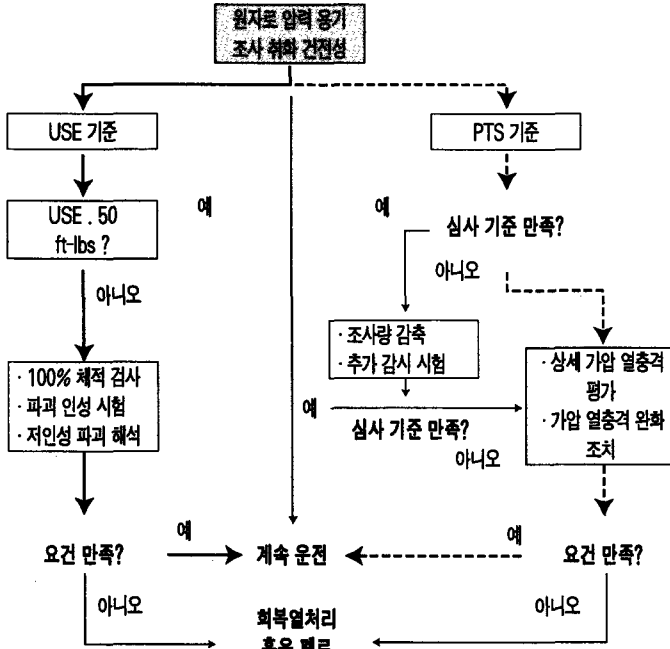 원자로 압력 용기
조사 취화 건전성
USE 기준
PTS 기준
USE . 50
ft-lbs ?
예
예
심사 기준 만족?
아니오
아니오
· 조사량 감축
· 추가 감시 시험
· 100% 체적 검사
· 파괴 인성 시험
· 저인성 파괴 해석
예
심사 기준 만족?
아니오
· 상세 가압 열충격
평가
· 가압 열충격 완화
조치
요건 만족?
예
계속 운전
예
요건 만족?
아니오
아니오
회복열처리
혹은 폐로